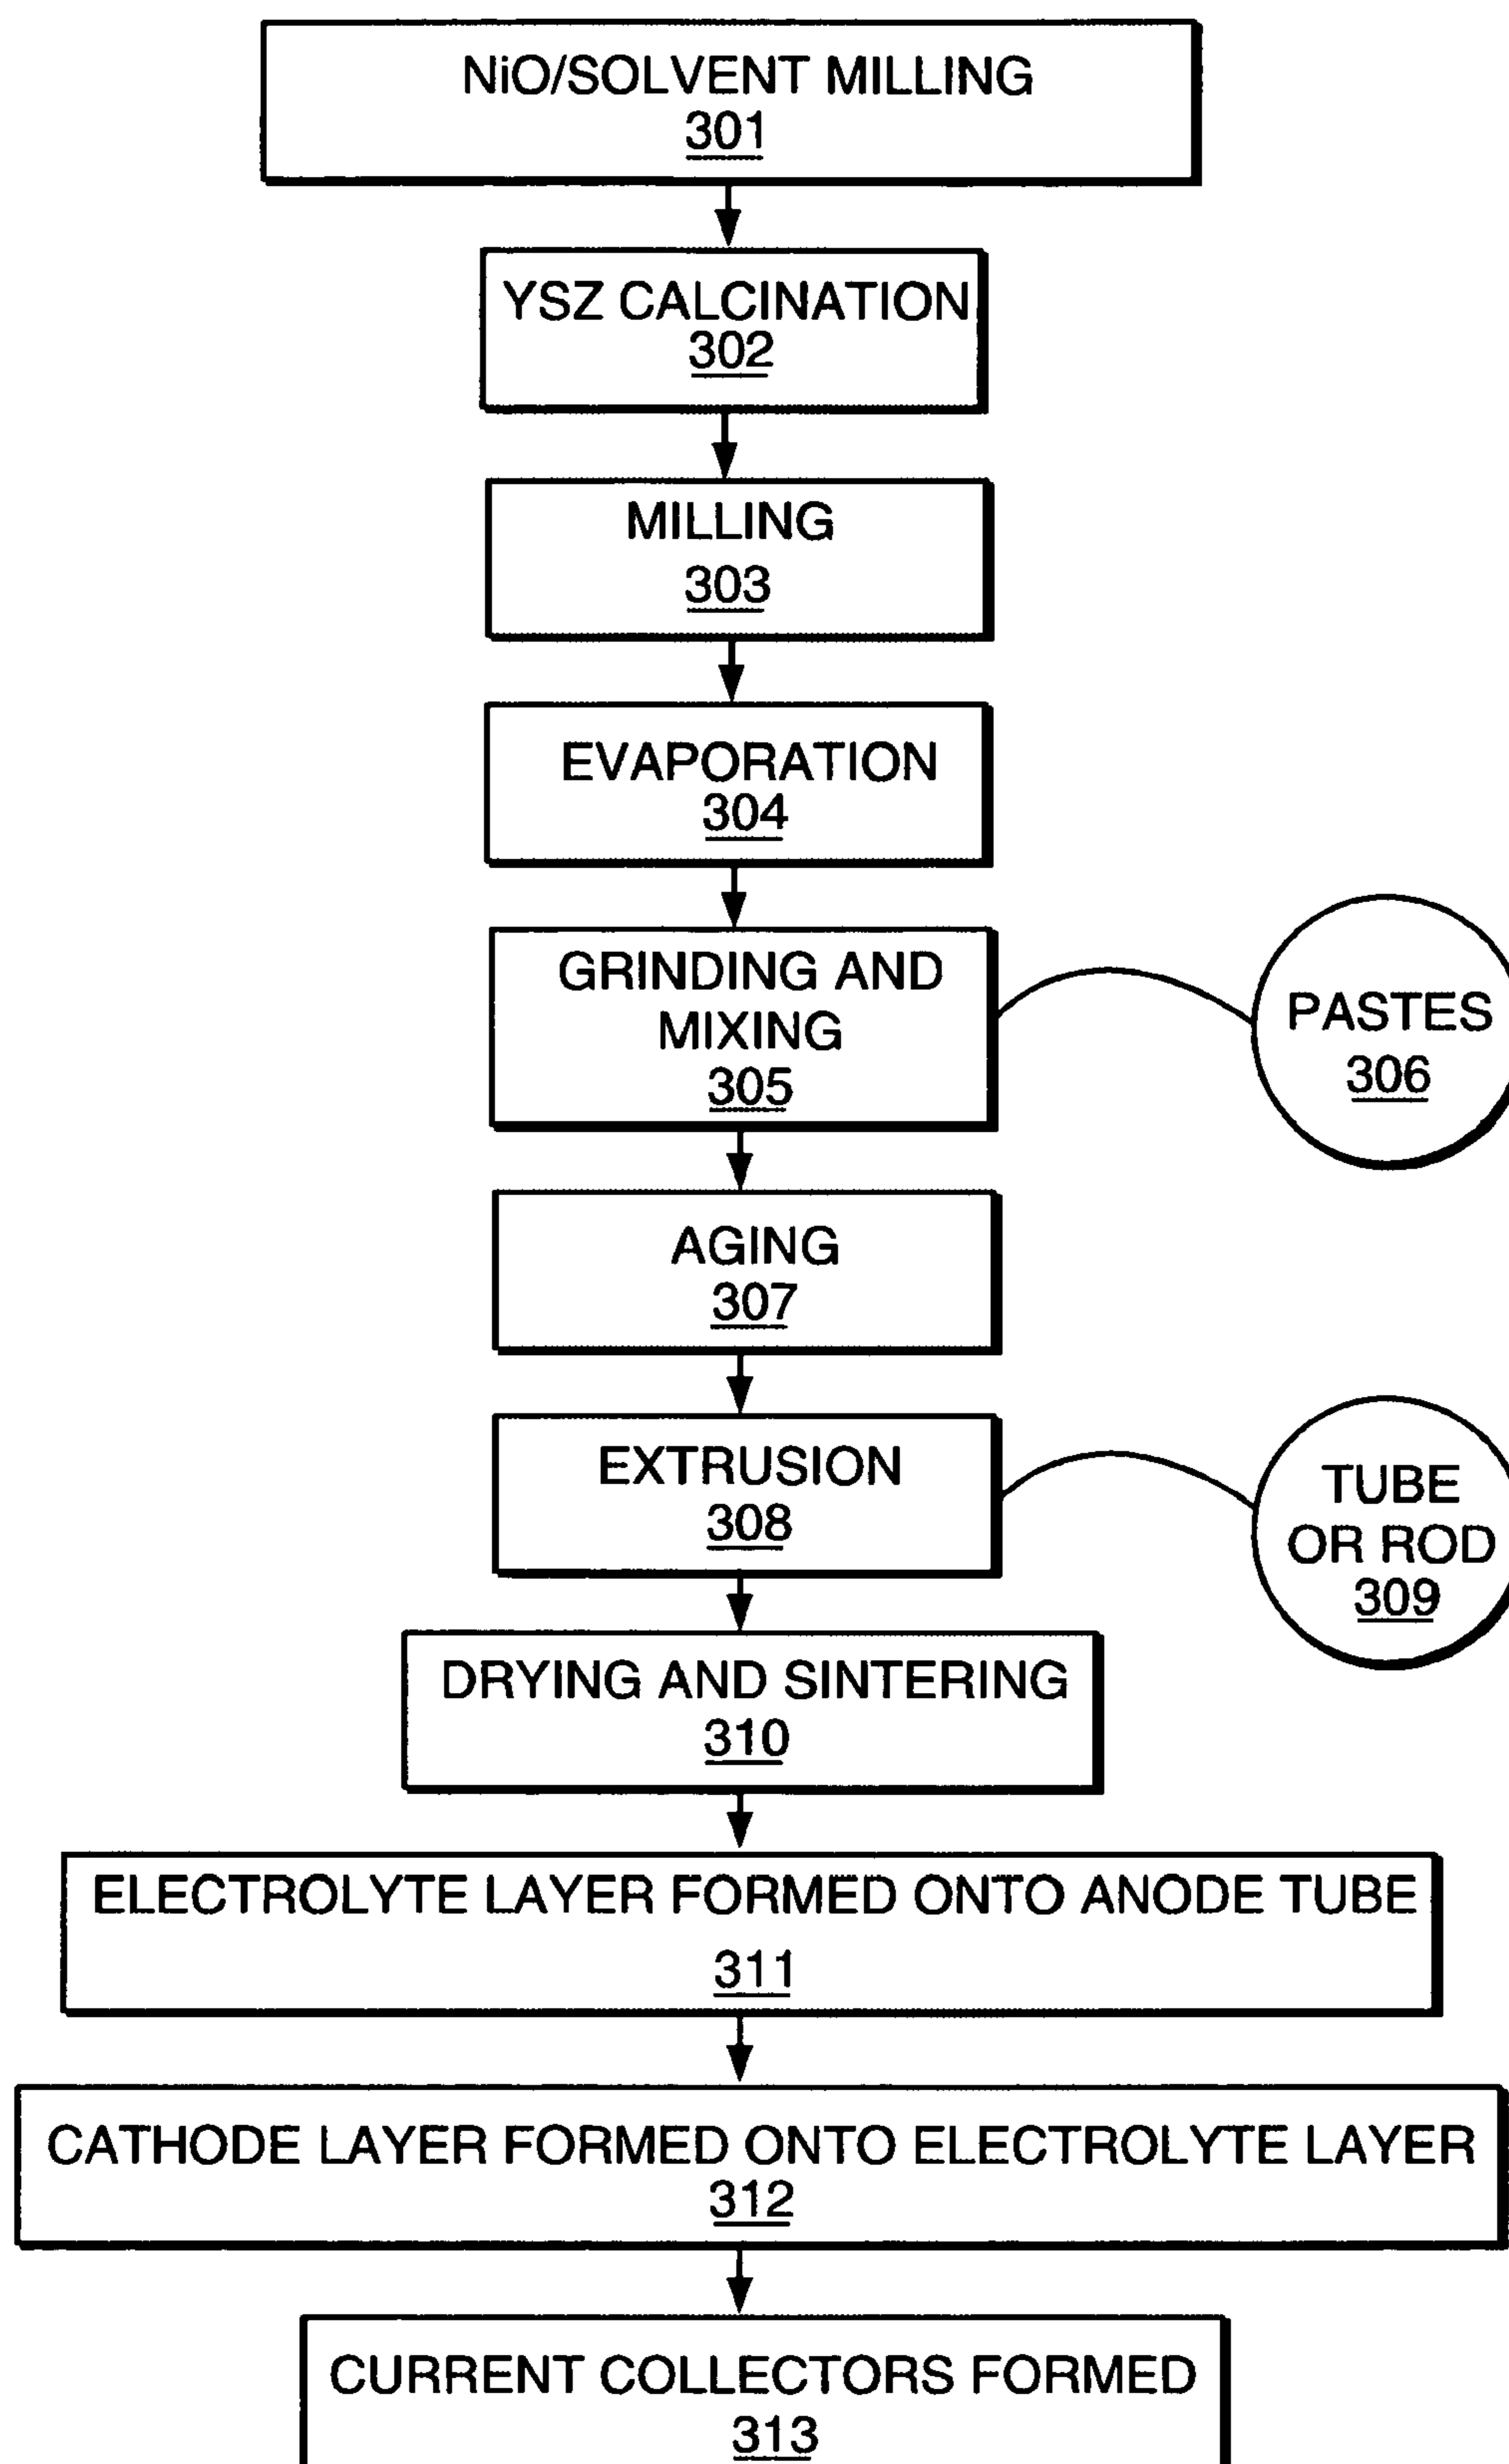 NiO/SOLVENT MILLING
301
YSZ CALCINATION
302
MILLING
303
EVAPORATION
304
GRINDING AND
MIXING
305
PASTES
306
AGING
307
EXTRUSION
308
TUBE
OR ROD
309
DRYING AND SINTERING
310
ELECTROLYTE LAYER FORMED ONTO ANODE TUBE
311
CATHODE LAYER FORMED ONTO ELECTROLYTE LAYER
312
CURRENT COLLECTORS FORMED
313